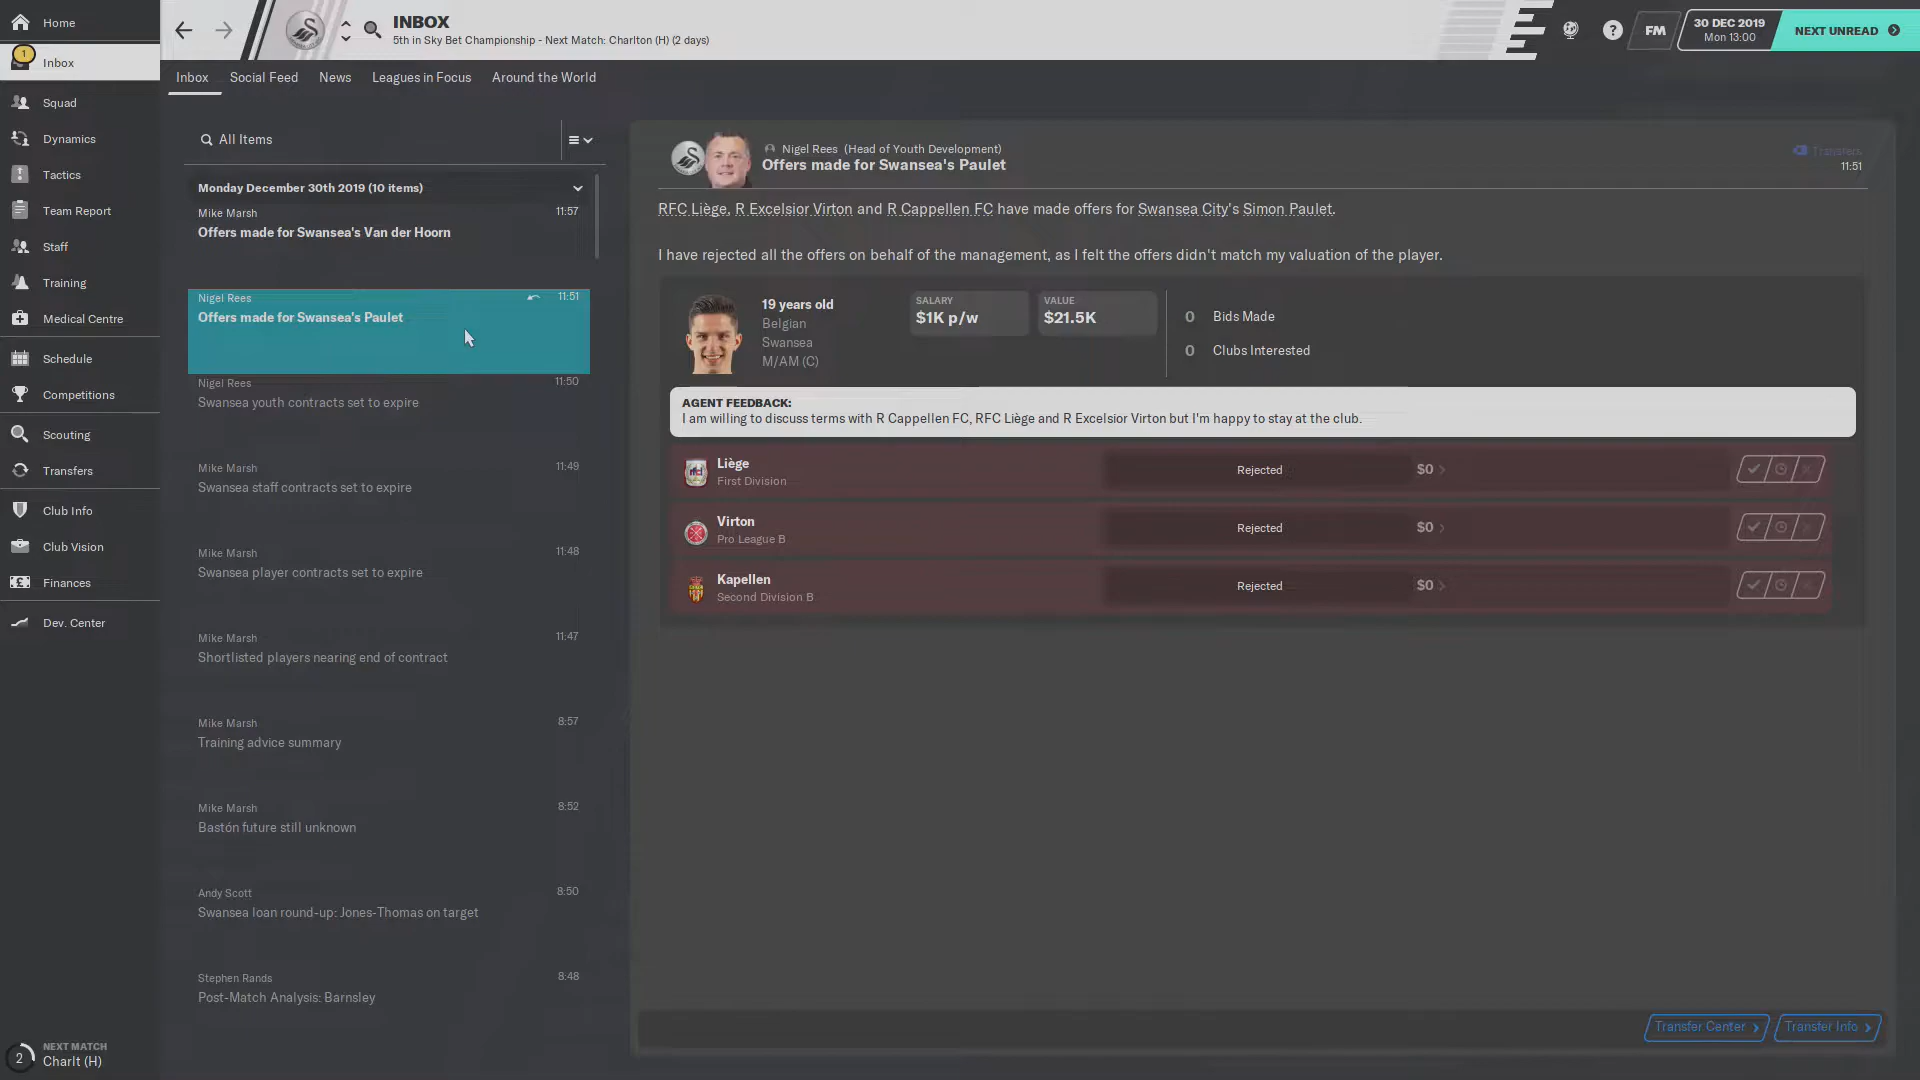 Home
1
Inbox
Squad
Dynamics
Tactics
Team Report
Staff
Training
Medical Centre
Schedule
Competitions
Scouting
Transfers
Club Info
Club Vision
Finances
Dev. Center
2
NEXT MATCH
Charlt (H)
INBOX
5th in Sky Bet Championship - Next Match: Charlton (H) (2 days)
?
FM
30 DEC 2019
Mon 13:00
NEXT UNREAD
Inbox Social Feed News Leagues in Focus Around the World
All Items
Monday December 30th 2019 (10 items)
Mike Marsh 11:57
Offers made for Swansea's Van der Hoorn
Nigel Rees 11:51
Offers made for Swansea's Paulet
Nigel Rees 11:50
Swansea youth contracts set to expire
Mike Marsh 11:49
Swansea staff contracts set to expire
Mike Marsh 11:48
Swansea player contracts set to expire
Mike Marsh 11:47
Shortlisted players nearing end of contract
Mike Marsh 8:57
Training advice summary
Mike Marsh 8:52
Bastón future still unknown
Andy Scott 8:50
Swansea loan round-up: Jones-Thomas on target
Stephen Rands 8:48
Post-Match Analysis: Barnsley
Nigel Rees (Head of Youth Development)
Offers made for Swansea's Paulet
Transfers
11:51
RFC Liège, R Excelsior Virton and R Cappellen FC have made offers for Swansea City's Simon Paulet.
I have rejected all the offers on behalf of the management, as I felt the offers didn't match my valuation of the player.
19 years old
Belgian
Swansea
M/AM (C)
SALARY
$1K p/w
VALUE
$21.5K
0 Bids Made
0 Clubs Interested
AGENT FEEDBACK:
I am willing to discuss terms with R Cappellen FC, RFC Liège and R Excelsior Virton but I'm happy to stay at the club.
Liège
First Division
Rejected $0
Virton
Pro League B
Rejected $0
Kapellen
Second Division B
Rejected $0
Transfer Center
Transfer Info